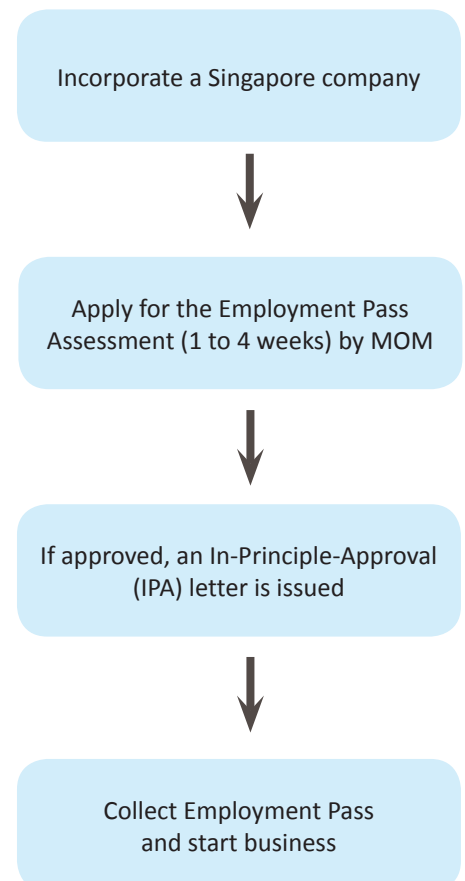 Incorporate a Singapore company
Apply for the Employment Pass
Assessment (1 to 4 weeks) by MOM
If approved, an In-Principle-Approval
(IPA) letter is issued
Collect Employment Pass
and start business